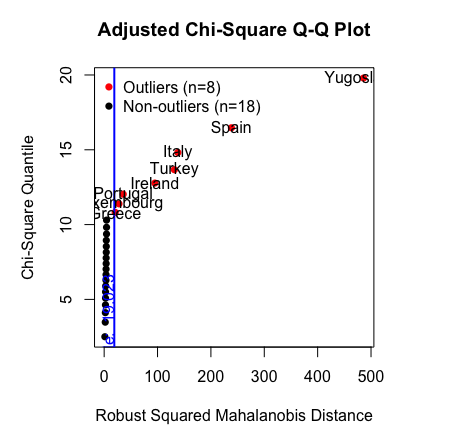 Adjusted Chi-Square Q-Q Plot
Outliers (n=8)
Non-outliers (n=18)
Yugosl
Spain
Italy
Turkey
Ireland
Portugal
xembourg
Greece
20
15
10
5
Chi-Square Quantile
0 100 200 300 400 500
Robust Squared Mahalanobis Distance